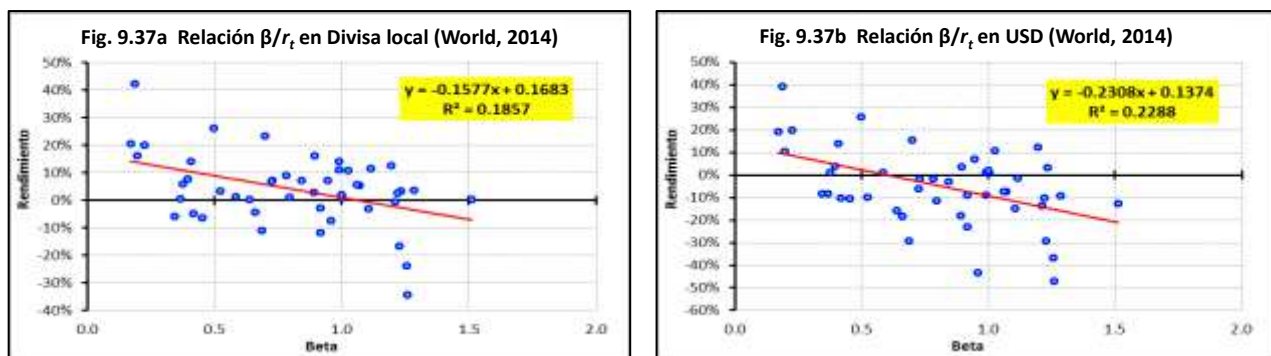 Fig. 9.37a Relación β/rt en Divisa local (World, 2014)
50%
40%
30%
20%
10%
0%
-10%
-20%
-30%
-40%
Rendimiento
y = -0.1577x + 0.1683
R² = 0.1857
0.0 0.5 1.0 1.5 2.0
Beta
Fig. 9.37b Relación β/rt en USD (World, 2014)
50%
40%
30%
20%
10%
0%
-10%
-20%
-30%
-40%
-50%
-60%
Rendimiento
y = -0.2308x + 0.1374
R² = 0.2288
0.0 0.5 1.0 1.5 2.0
Beta